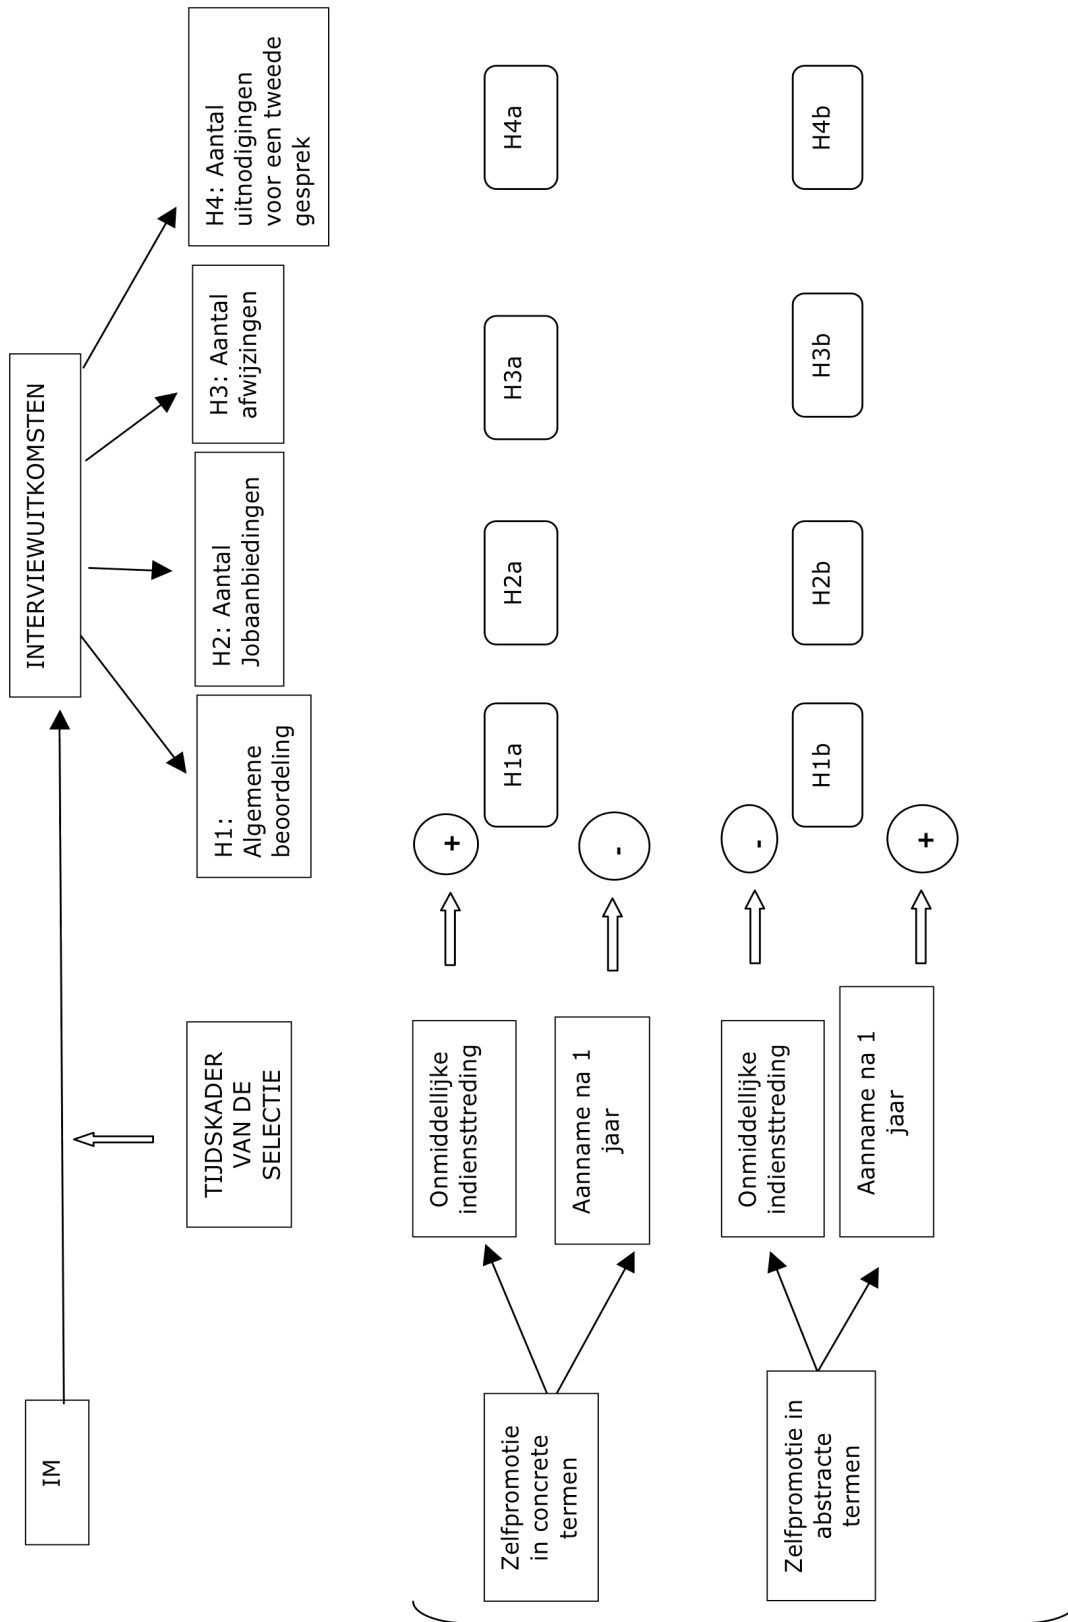 IM
INTERVIEWUITKOMSTEN
TIJDSKADER
VAN DE
SELECTIE
H1:
Algemene
beoordeling
H2: Aantal
Jobaanbiedingen
H3: Aantal
afwijzingen
H4: Aantal
uitnodigingen
voor een tweede
gesprek
Zelfpromotie
in concrete
termen
Onmiddellijke
indiensttreding
+
Aanname na 1
jaar
-
H1a
H2a
H3a
H4a
Zelfpromotie in
abstracte
termen
Onmiddellijke
indiensttreding
-
Aanname na 1
jaar
+
H1b
H2b
H3b
H4b